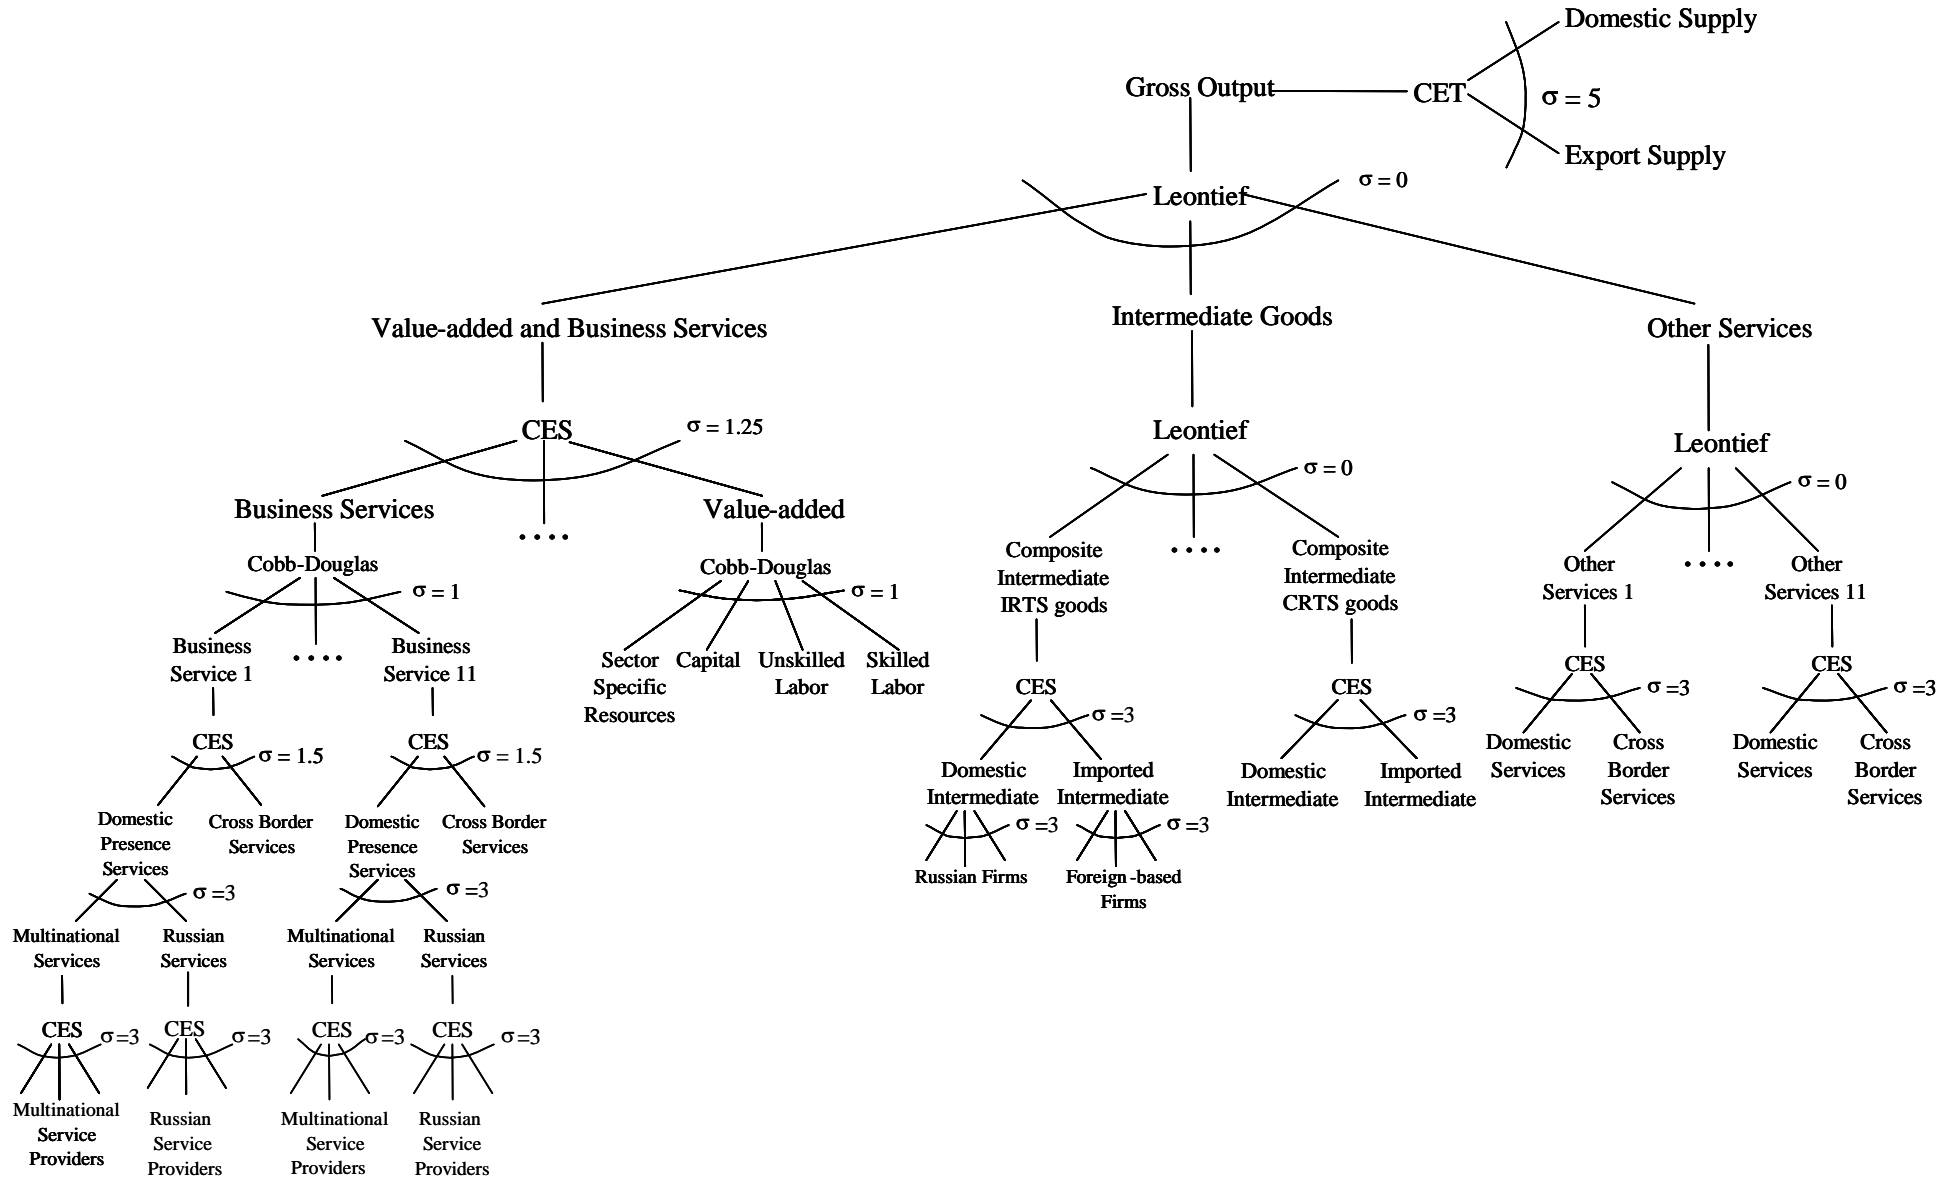 Domestic Supply
Gross Output
CET
σ = 5
Export Supply
Leontief
σ = 0
Value-added and Business Services
Intermediate Goods
Other Services
CES
σ = 1.25
Leontief
σ = 0
Leontief
σ = 0
Business Services
....
Value-added
Cobb-Douglas
σ = 1
Cobb-Douglas
σ = 1
Composite
Intermediate
IRTS goods
....
Composite
Intermediate
CRTS goods
Other
Services 1
....
Other
Services 11
Business
Service 1
....
Business
Service 11
Sector
Specific
Resources
Capital
Unskilled
Labor
Skilled
Labor
CES
σ =3
CES
σ =3
CES
σ =3
CES
σ =3
CES
σ = 1.5
CES
σ = 1.5
Domestic
Intermediate
Imported
Intermediate
Domestic
Intermediate
Imported
Intermediate
Domestic
Services
Cross
Border
Services
Domestic
Services
Cross
Border
Services
Domestic
Presence
Services
Cross Border
Services
Domestic
Presence
Services
Cross Border
Services
σ =3
σ =3
Russian Firms
Foreign-based
Firms
σ =3
σ =3
Multinational
Services
Russian
Services
Multinational
Services
Russian
Services
CES
σ =3
CES
σ =3
CES
σ =3
CES
σ =3
Multinational
Service
Providers
Russian
Service
Providers
Multinational
Service
Providers
Russian
Service
Providers